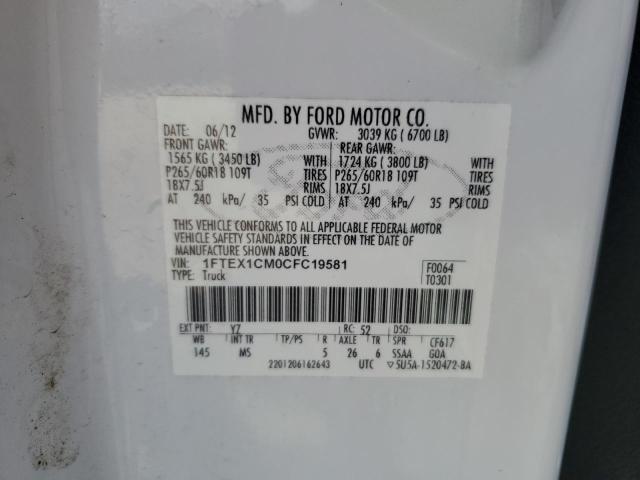 MFD. BY FORD MOTOR CO.
DATE: 06/12 GVWR: 3039 KG (6700 LB)
FRONT GAWR: REAR GAWR:
1565 KG (3450 LB) WITH 1724 KG (3800 LB) WITH
P265/60R18 109T TIRES P265/60R18 109T TIRES
18X7.5J RIMS 18X7.5J RIMS
AT 240 kPa/ 35 PSI COLD AT 240 kPa/ 35 PSI COLD
THIS VEHICLE CONFORMS TO ALL APPLICABLE FEDERAL MOTOR
VEHICLE SAFETY STANDARDS IN EFFECT ON THE DATE OF
MANUFACTURE SHOWN ABOVE.
VIN: 1FTEX1CM0CFC19581 F0064
TYPE: Truck T0301
EXT PNT: YZ RC: 52 DSO:
WB INT TR TP/PS R AXLE TR SPR CF617
145 MS 5 26 6 SSAA GQA
2201206162643 UTC ▽5U5A-1520472-BA